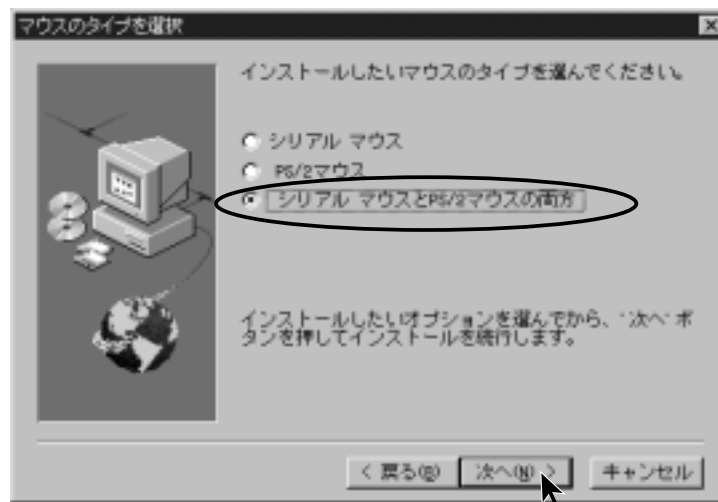 マウスのタイプを選択
インストールしたいマウスのタイプを選んでください。
シリアル マウス
PS/2マウス
シリアル マウスとPS/2マウスの両方
インストールしたいオプションを選んでから、"次へ" ボ
タンを押してインストールを続行します。
< 戻る(B)
次へ(N) >
キャンセル